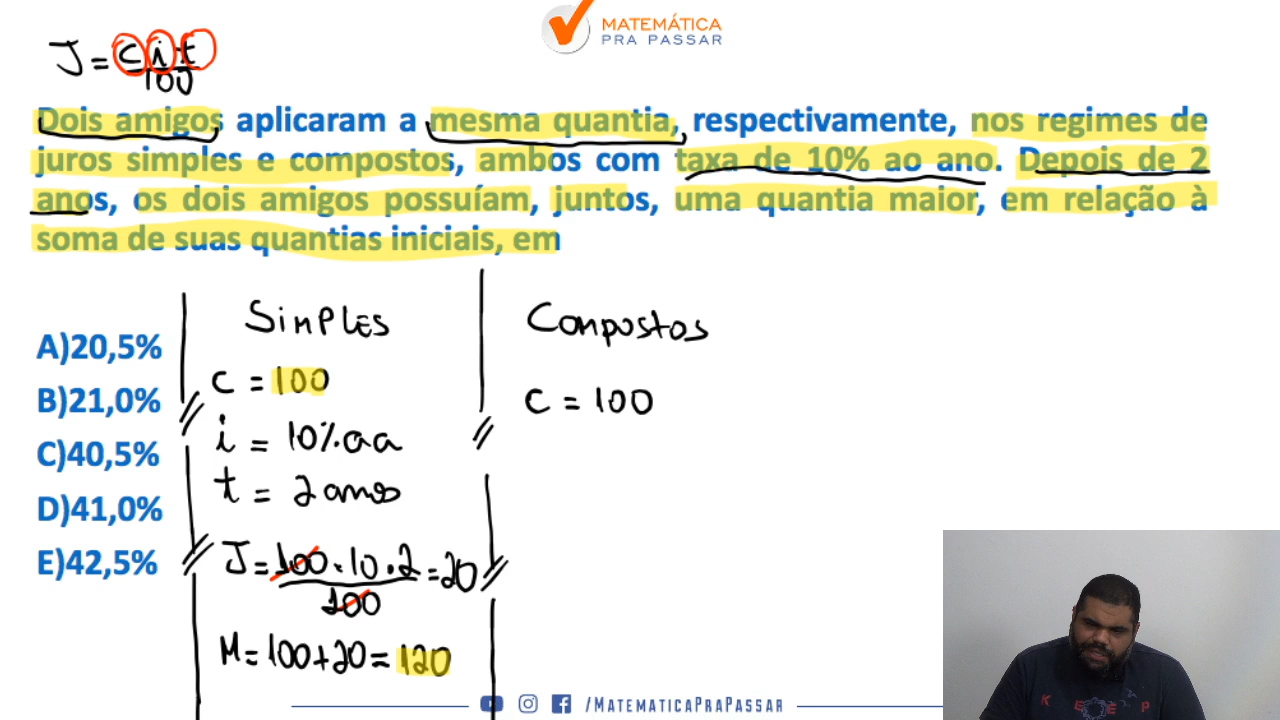 MATEMÁTICA
PRA PASSAR
J = c i t
100
Dois amigos aplicaram a mesma quantia, respectivamente, nos regimes de
juros simples e compostos, ambos com taxa de 10% ao ano. Depois de 2
anos, os dois amigos possuíam, juntos, uma quantia maior, em relação à
soma de suas quantias iniciais, em
A)20,5%
B)21,0%
C)40,5%
D)41,0%
E)42,5%
SimPLES
C = 100
i = 10% aa
t = 2 anos
J = 100 . 10 . 2 = 20
100
M = 100 + 20 = 120
Compostos
C = 100
/MatematicaPraPassar
KEEP